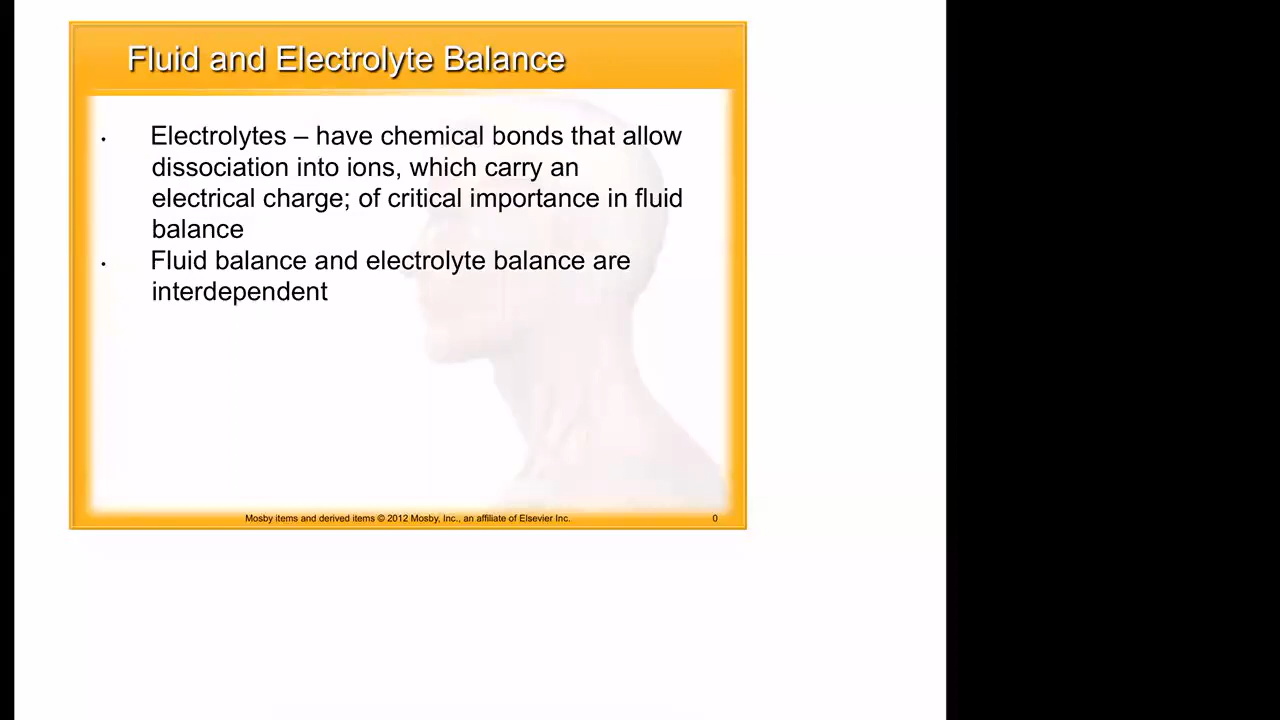 Fluid and Electrolyte Balance
• Electrolytes – have chemical bonds that allow
dissociation into ions, which carry an
electrical charge; of critical importance in fluid
balance
• Fluid balance and electrolyte balance are
interdependent
Mosby items and derived items © 2012 Mosby, Inc., an affiliate of Elsevier Inc. 0